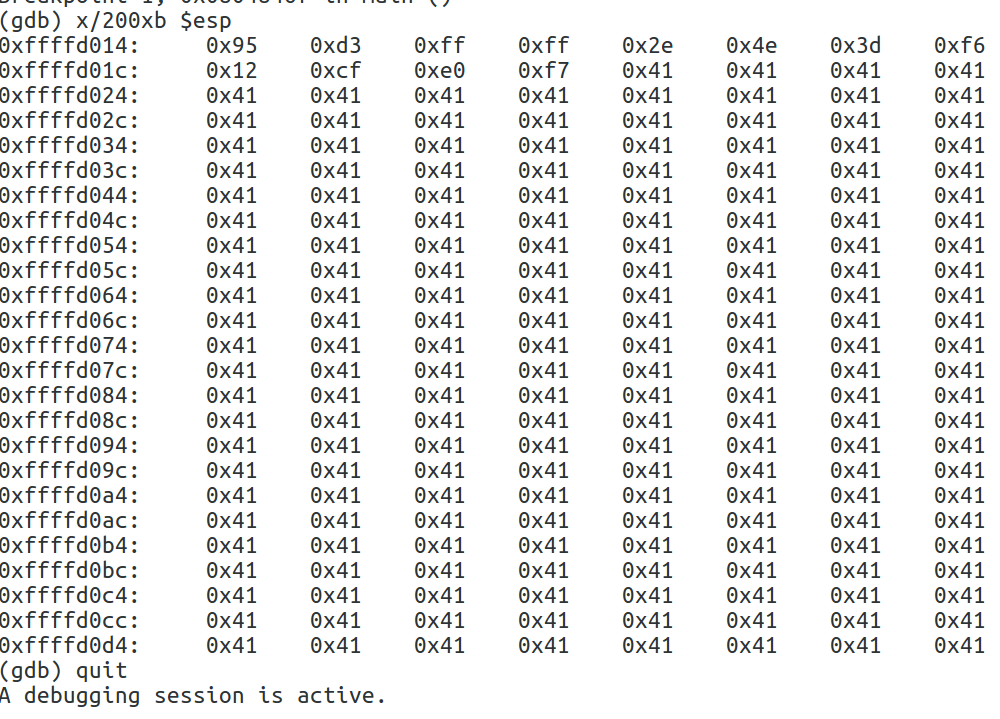 (gdb) x/200xb $esp
0xffffd014: 0x95 0xd3 0xff 0xff 0x2e 0x4e 0x3d 0xf6
0xffffd01c: 0x12 0xcf 0xe0 0xf7 0x41 0x41 0x41 0x41
0xffffd024: 0x41 0x41 0x41 0x41 0x41 0x41 0x41 0x41
0xffffd02c: 0x41 0x41 0x41 0x41 0x41 0x41 0x41 0x41
0xffffd034: 0x41 0x41 0x41 0x41 0x41 0x41 0x41 0x41
0xffffd03c: 0x41 0x41 0x41 0x41 0x41 0x41 0x41 0x41
0xffffd044: 0x41 0x41 0x41 0x41 0x41 0x41 0x41 0x41
0xffffd04c: 0x41 0x41 0x41 0x41 0x41 0x41 0x41 0x41
0xffffd054: 0x41 0x41 0x41 0x41 0x41 0x41 0x41 0x41
0xffffd05c: 0x41 0x41 0x41 0x41 0x41 0x41 0x41 0x41
0xffffd064: 0x41 0x41 0x41 0x41 0x41 0x41 0x41 0x41
0xffffd06c: 0x41 0x41 0x41 0x41 0x41 0x41 0x41 0x41
0xffffd074: 0x41 0x41 0x41 0x41 0x41 0x41 0x41 0x41
0xffffd07c: 0x41 0x41 0x41 0x41 0x41 0x41 0x41 0x41
0xffffd084: 0x41 0x41 0x41 0x41 0x41 0x41 0x41 0x41
0xffffd08c: 0x41 0x41 0x41 0x41 0x41 0x41 0x41 0x41
0xffffd094: 0x41 0x41 0x41 0x41 0x41 0x41 0x41 0x41
0xffffd09c: 0x41 0x41 0x41 0x41 0x41 0x41 0x41 0x41
0xffffd0a4: 0x41 0x41 0x41 0x41 0x41 0x41 0x41 0x41
0xffffd0ac: 0x41 0x41 0x41 0x41 0x41 0x41 0x41 0x41
0xffffd0b4: 0x41 0x41 0x41 0x41 0x41 0x41 0x41 0x41
0xffffd0bc: 0x41 0x41 0x41 0x41 0x41 0x41 0x41 0x41
0xffffd0c4: 0x41 0x41 0x41 0x41 0x41 0x41 0x41 0x41
0xffffd0cc: 0x41 0x41 0x41 0x41 0x41 0x41 0x41 0x41
0xffffd0d4: 0x41 0x41 0x41 0x41 0x41 0x41 0x41 0x41
(gdb) quit
A debugging session is active.